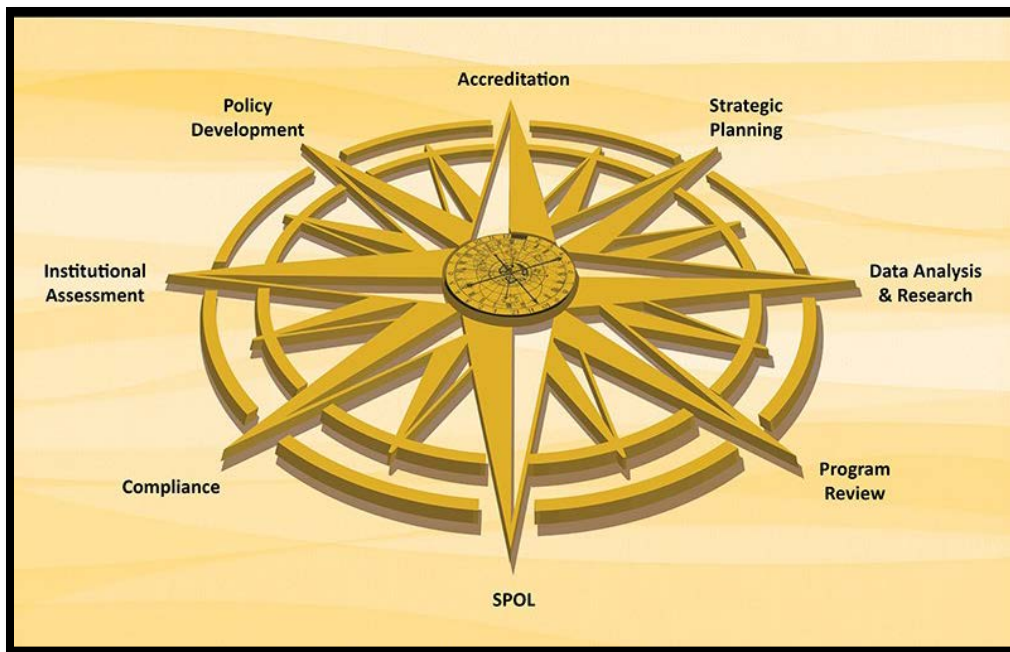 Accreditation
Policy
Development
Strategic
Planning
Institutional
Assessment
Data Analysis
& Research
Compliance
Program
Review
SPOL